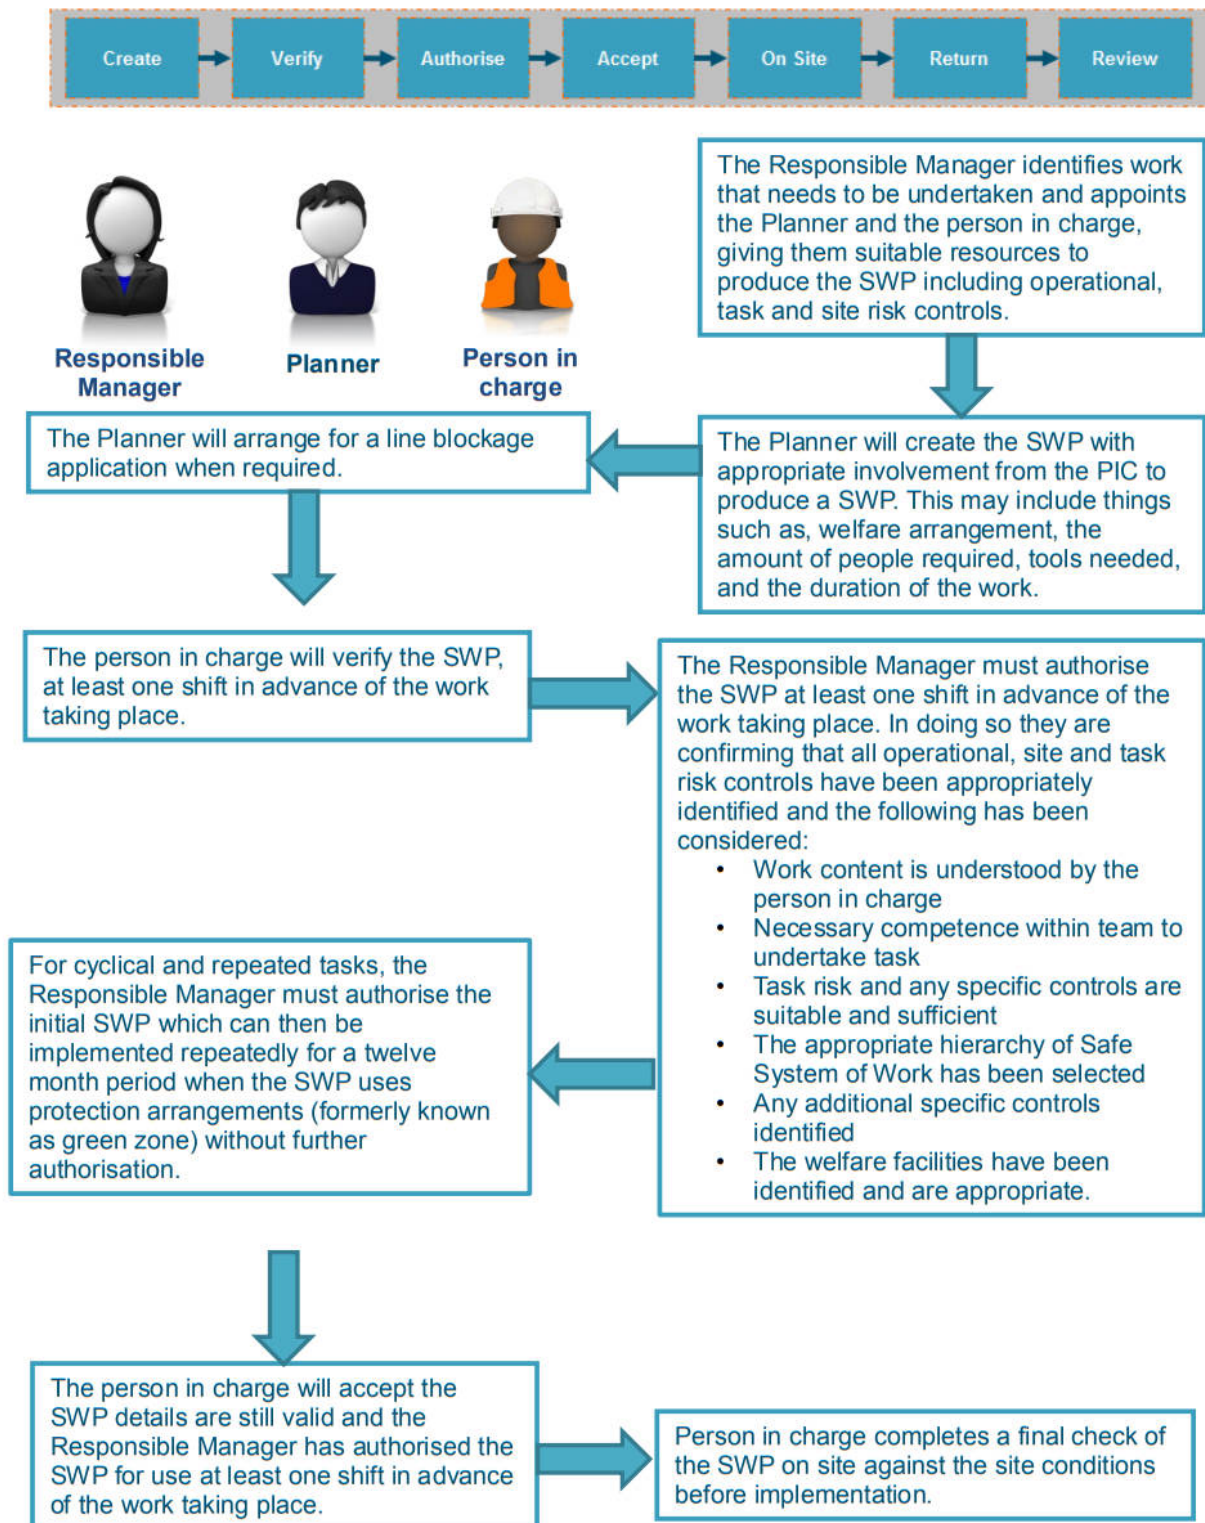 Create
Verify
Authorise
Accept
On Site
Return
Review
Responsible
Manager
Planner
Person in
charge
The Responsible Manager identifies work
that needs to be undertaken and appoints
the Planner and the person in charge,
giving them suitable resources to
produce the SWP including operational,
task and site risk controls.
The Planner will create the SWP with
appropriate involvement from the PIC to
produce a SWP. This may include things
such as, welfare arrangement, the
amount of people required, tools needed,
and the duration of the work.
The Planner will arrange for a line blockage
application when required.
The person in charge will verify the SWP,
at least one shift in advance of the work
taking place.
The Responsible Manager must authorise
the SWP at least one shift in advance of the
work taking place. In doing so they are
confirming that all operational, site and task
risk controls have been appropriately
identified and the following has been
considered:
• Work content is understood by the
person in charge
• Necessary competence within team to
undertake task
• Task risk and any specific controls are
suitable and sufficient
• The appropriate hierarchy of Safe
System of Work has been selected
• Any additional specific controls
identified
• The welfare facilities have been
identified and are appropriate.
For cyclical and repeated tasks, the
Responsible Manager must authorise the
initial SWP which can then be
implemented repeatedly for a twelve
month period when the SWP uses
protection arrangements (formerly known
as green zone) without further
authorisation.
The person in charge will accept the
SWP details are still valid and the
Responsible Manager has authorised the
SWP for use at least one shift in advance
of the work taking place.
Person in charge completes a final check of
the SWP on site against the site conditions
before implementation.